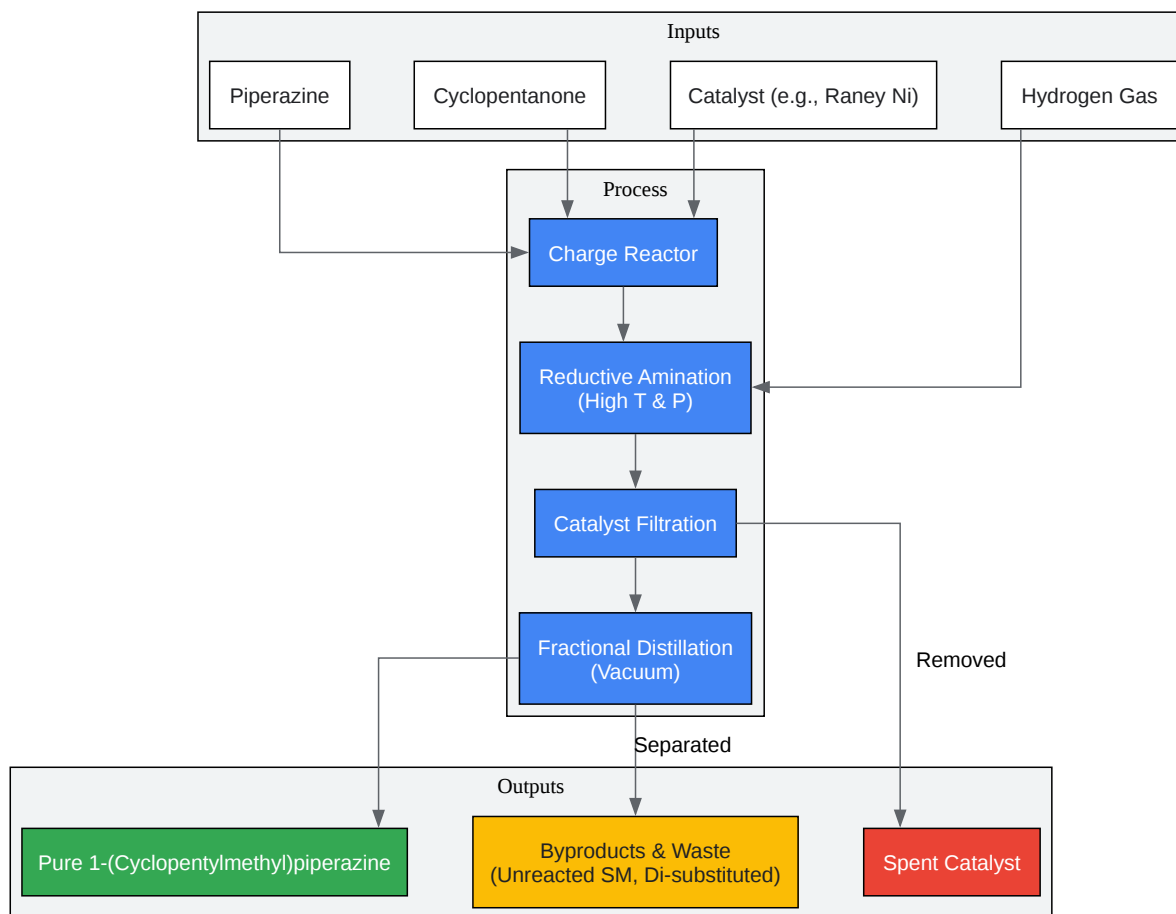 Inputs
Piperazine
Cyclopentanone
Catalyst (e.g., Raney Ni)
Hydrogen Gas
Process
Charge Reactor
Reductive Amination
(High T & P)
Catalyst Filtration
Fractional Distillation
(Vacuum)
Removed
Separated
Outputs
Pure 1-(Cyclopentylmethyl)piperazine
Byproducts & Waste
(Unreacted SM, Di-substituted)
Spent Catalyst